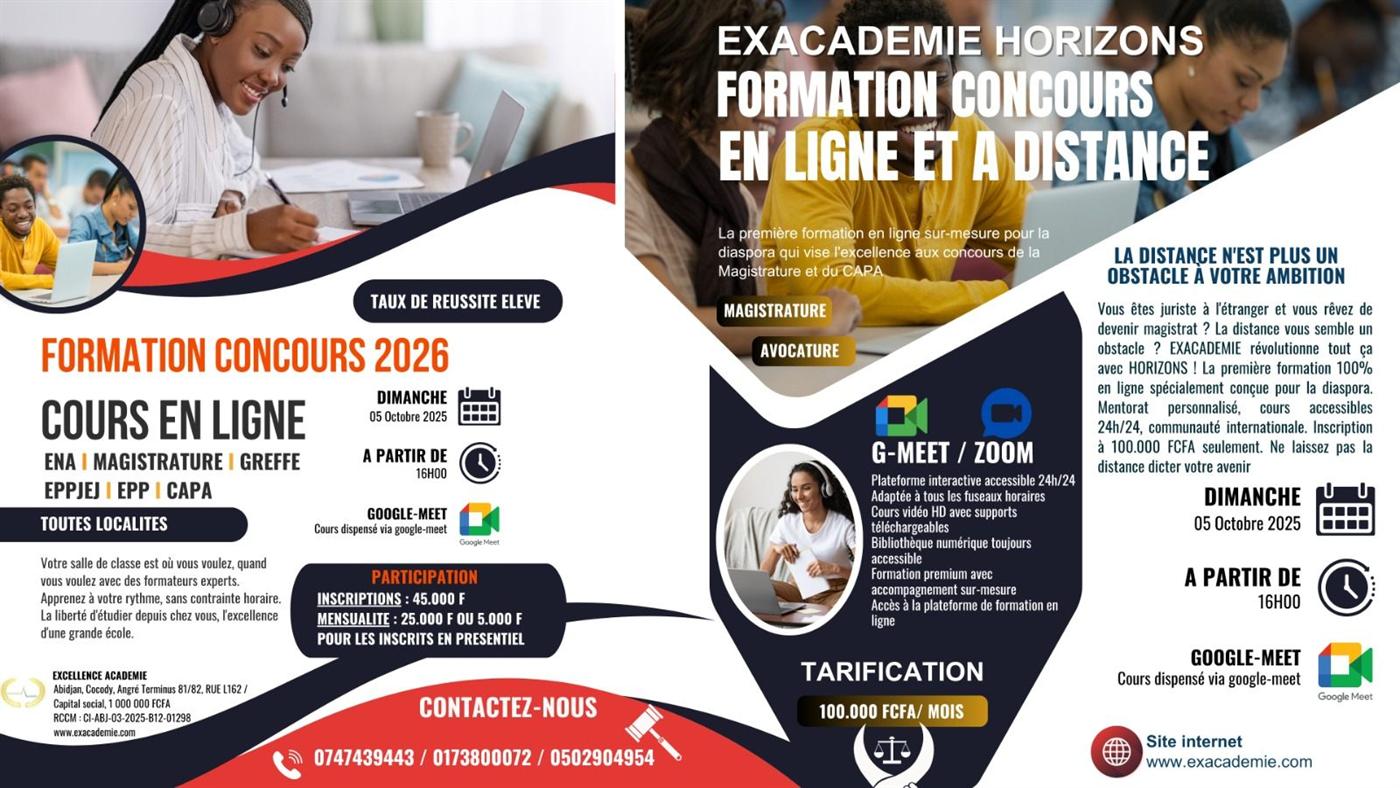 TAUX DE REUSSITE ELEVE
FORMATION CONCOURS 2026
COURS EN LIGNE
ENA I MAGISTRATURE I GREFFE
EPPJEJ I EPP I CAPA
TOUTES LOCALITES
Votre salle de classe est où vous voulez, quand
vous voulez avec des formateurs experts.
Apprenez à votre rythme, sans contrainte horaire.
La liberté d'étudier depuis chez vous, l'excellence
d'une grande école.
DIMANCHE
05 Octobre 2025
A PARTIR DE
16H00
GOOGLE-MEET
Cours dispensé via google-meet
Google Meet
PARTICIPATION
INSCRIPTIONS : 45.000 F
MENSUALITE : 25.000 F OU 5.000 F
POUR LES INSCRITS EN PRESENTIEL
EXCELLENCE ACADEMIE
Abidjan, Cocody, Angré Terminus 81/82, RUE L162 /
Capital social, 1 000 000 FCFA
RCCM : CI-ABJ-03-2025-B12-01298
www.exacademie.com
CONTACTEZ-NOUS
0747439443 / 0173800072 / 0502904954
EXACADEMIE HORIZONS
FORMATION CONCOURS
EN LIGNE ET A DISTANCE
La première formation en ligne sur-mesure pour la
diaspora qui vise l'excellence aux concours de la
Magistrature et du CAPA
MAGISTRATURE
AVOCATURE
G-MEET / ZOOM
Plateforme interactive accessible 24h/24
Adaptée à tous les fuseaux horaires
Cours vidéo HD avec supports
téléchargeables
Bibliothèque numérique toujours
accessible
Formation premium avec
accompagnement sur-mesure
Accès à la plateforme de formation en
ligne
TARIFICATION
100.000 FCFA/ MOIS
LA DISTANCE N'EST PLUS UN
OBSTACLE À VOTRE AMBITION
Vous êtes juriste à l'étranger et vous rêvez de
devenir magistrat ? La distance vous semble un
obstacle ? EXACADEMIE révolutionne tout ça
avec HORIZONS ! La première formation 100%
en ligne spécialement conçue pour la diaspora.
Mentorat personnalisé, cours accessibles
24h/24, communauté internationale. Inscription
à 100.000 FCFA seulement. Ne laissez pas la
distance dicter votre avenir
DIMANCHE
05 Octobre 2025
A PARTIR DE
16H00
GOOGLE-MEET
Cours dispensé via google-meet
Google Meet
Site internet
www.exacademie.com